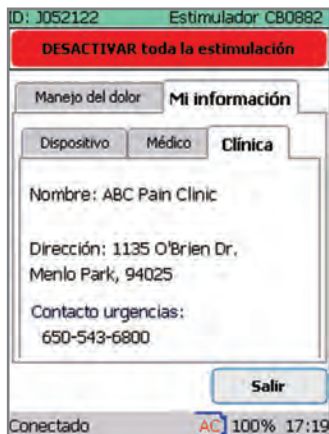 ID: J052122 Estimulador CB0882
DESACTIVAR toda la estimulación
Manejo del dolor Mi información
Dispositivo Médico Clínica
Nombre: ABC Pain Clinic
Dirección: 1135 O'Brien Dr.
Menlo Park, 94025
Contacto urgencias:
650-543-6800
Salir
Conectado AC 100% 17:19